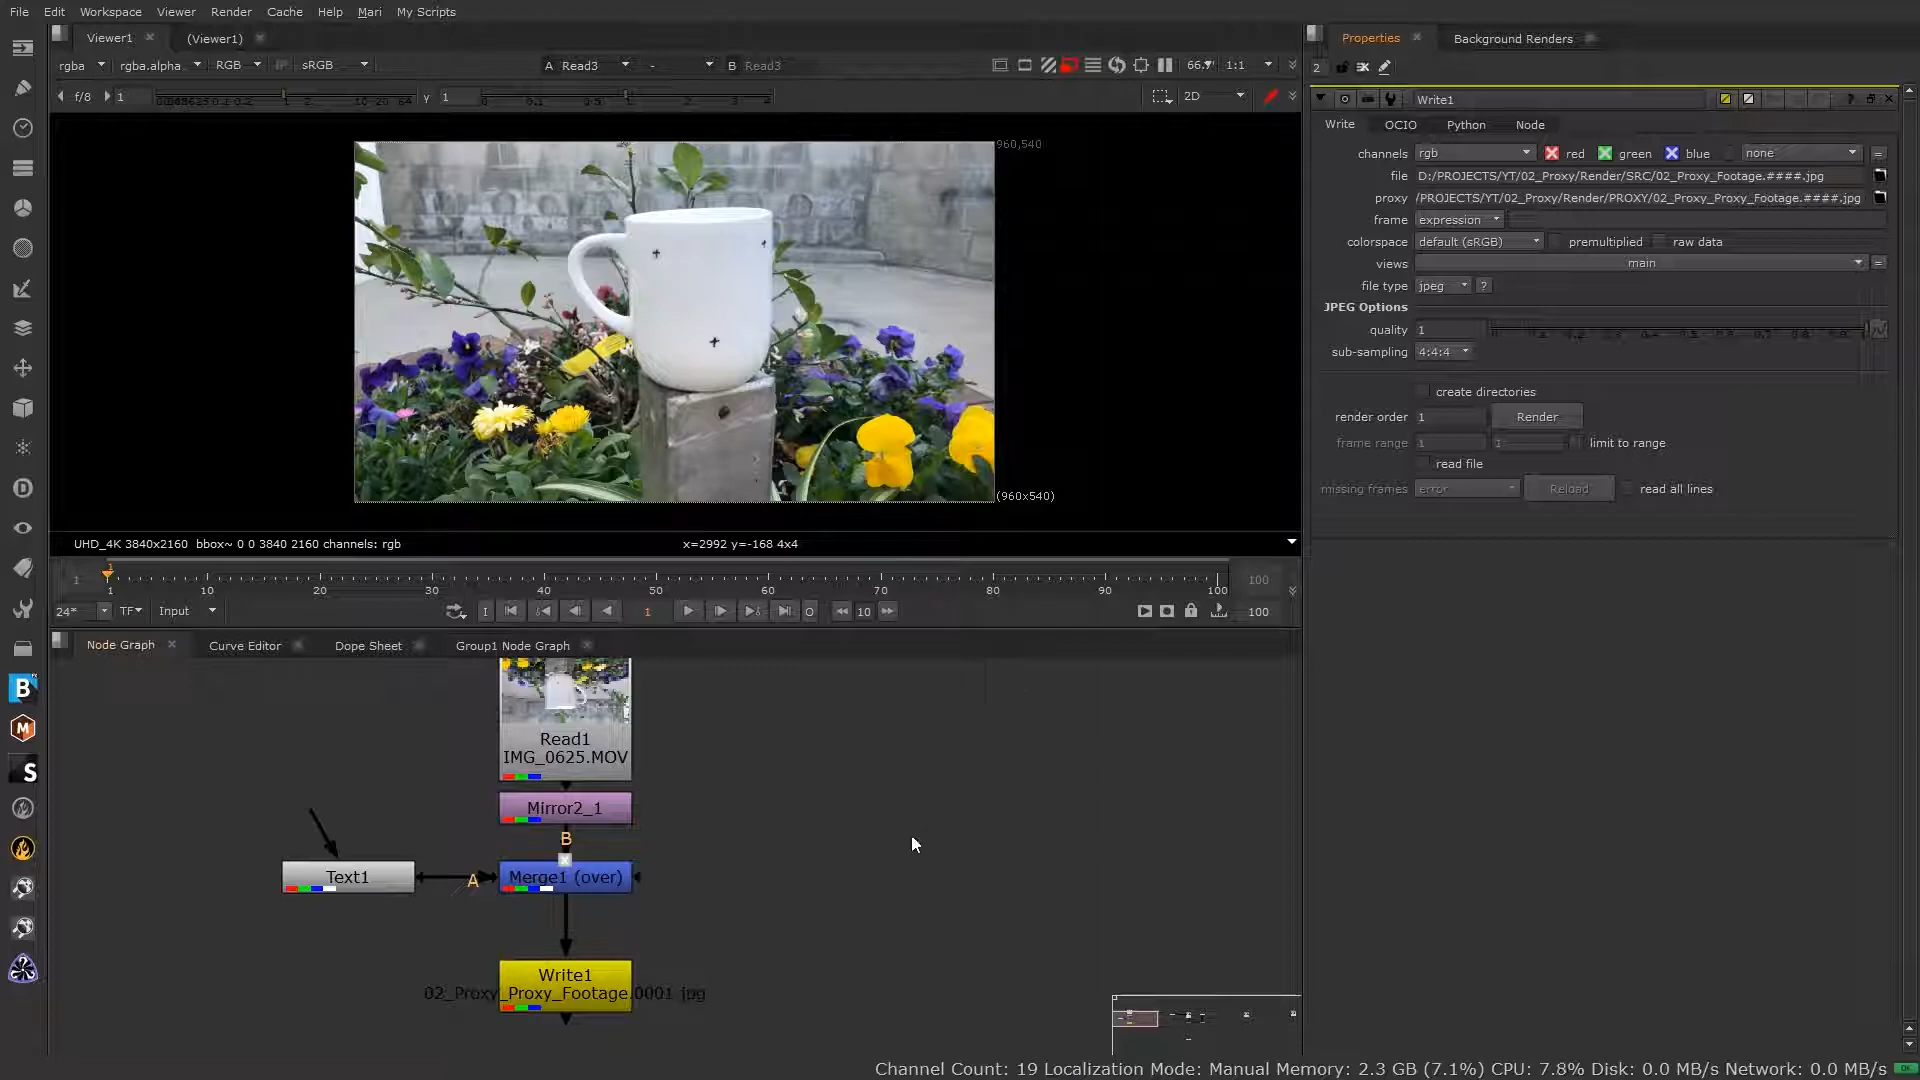 File Edit Workspace Viewer Render Cache Help Mari My Scripts
Viewer1 (Viewer1)
rgba rgba.alpha RGB IP sRGB A Read3 - B Read3 66.7 1:1
f/8 1 y 1 2D
960,540
(960x540)
UHD_4K 3840x2160 bbox~ 0 0 3840 2160 channels: rgb x=2992 y=-168 4x4
1 1 100
1 10 20 30 40 50 60 70 80 90 100
24* TF Input I 1 O 10 100
Node Graph Curve Editor Dope Sheet Group1 Node Graph
Read1
IMG_0625.MOV
Mirror2_1
B
Text1 A Merge1 (over)
Write1
02_Proxy_Proxy_Footage.0001.jpg
Properties Background Renders
2
Write1
Write OCIO Python Node
channels rgb red green blue none =
file D:/PROJECTS/YT/02_Proxy/Render/SRC/02_Proxy_Footage.####.jpg
proxy /PROJECTS/YT/02_Proxy/Render/PROXY/02_Proxy_Proxy_Footage.####.jpg
frame expression
colorspace default (sRGB) premultiplied raw data
views main =
file type jpeg ?
JPEG Options
quality 1
sub-sampling 4:4:4
create directories
render order 1 Render
frame range 1 1 limit to range
read file
missing frames error Reload read all lines
Channel Count: 19 Localization Mode: Manual Memory: 2.3 GB (7.1%) CPU: 7.8% Disk: 0.0 MB/s Network: 0.0 MB/s